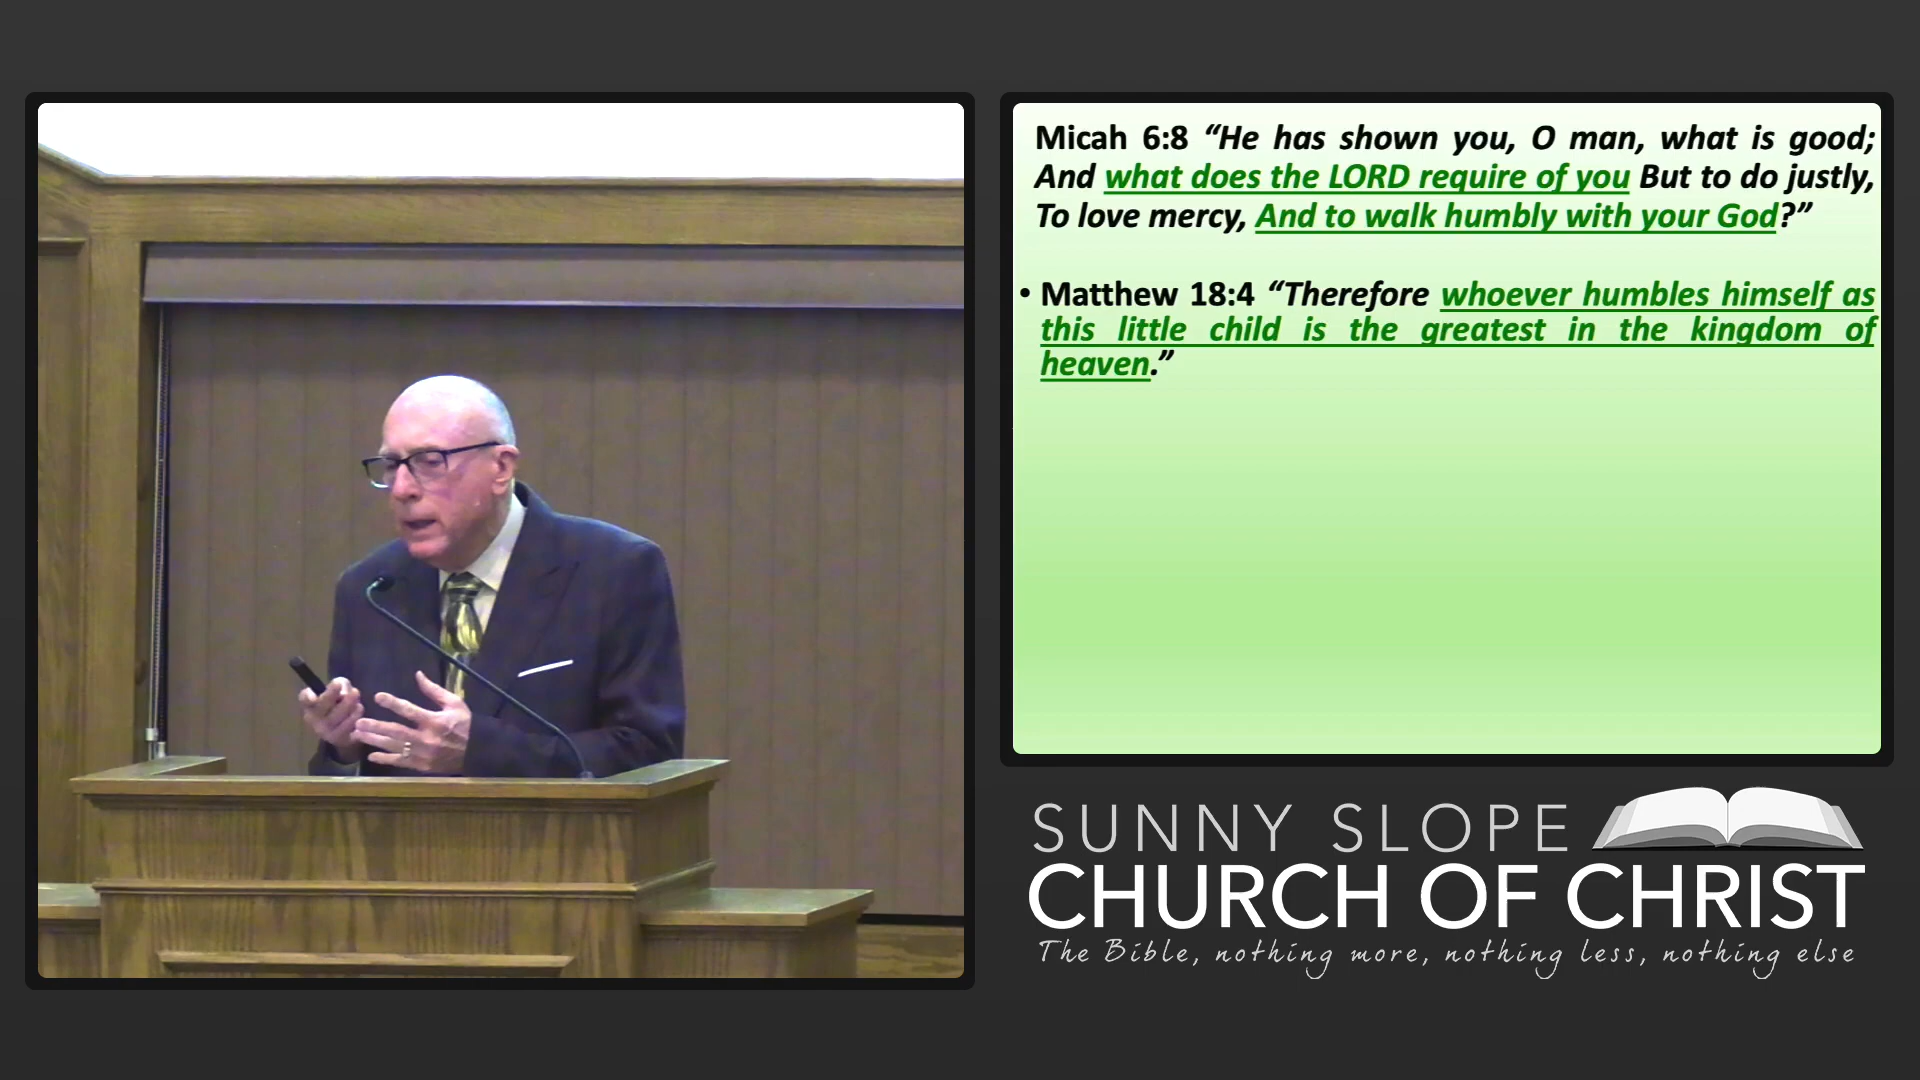 Micah 6:8 “He has shown you, O man, what is good;
And what does the LORD require of you But to do justly,
To love mercy, And to walk humbly with your God?”
• Matthew 18:4 “Therefore whoever humbles himself as
this little child is the greatest in the kingdom of
heaven.”
SUNNY SLOPE
CHURCH OF CHRIST
The Bible, nothing more, nothing less, nothing else